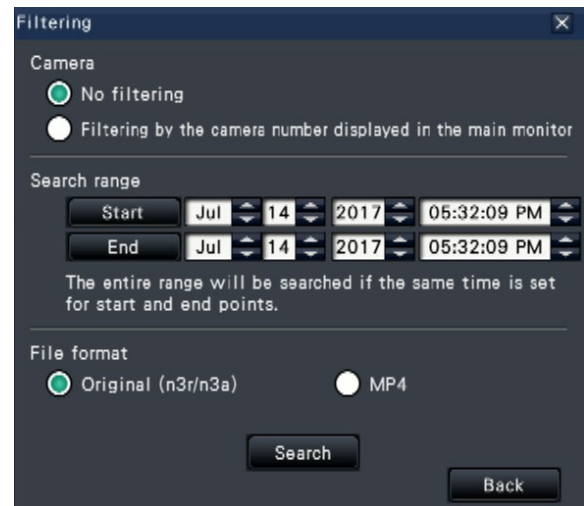 Filtering
Camera
No filtering
Filtering by the camera number displayed in the main monitor
Search range
Start Jul 14 2017 05:32:09 PM
End Jul 14 2017 05:32:09 PM
The entire range will be searched if the same time is set
for start and end points.
File format
Original (n3r/n3a) MP4
Search
Back